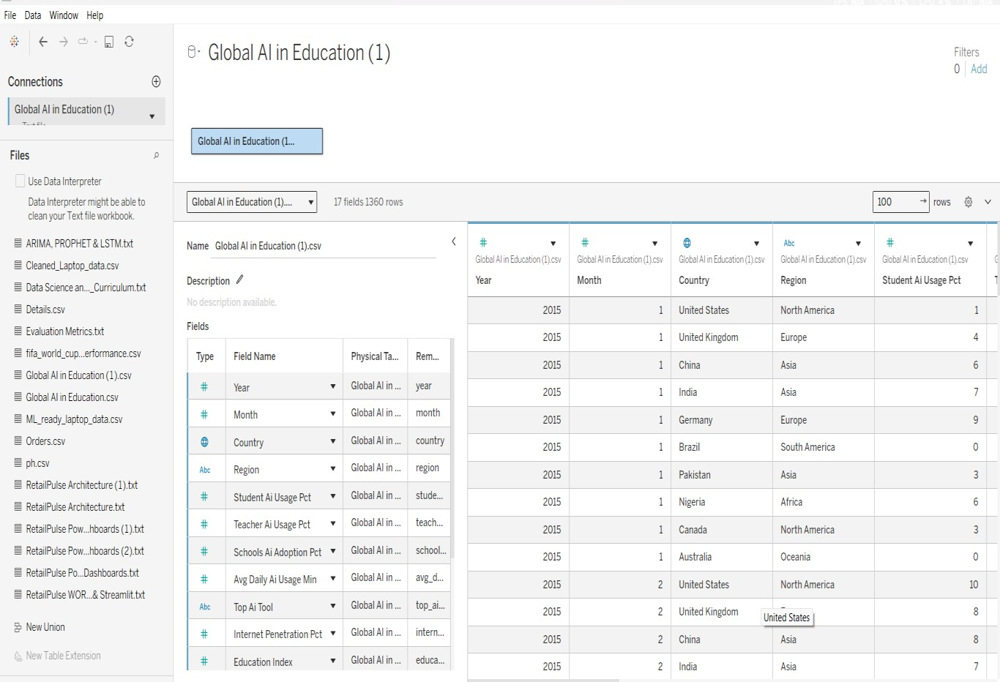 File Data Window Help
Global AI in Education (1)
Filters
0 Add
Connections
Global AI in Education (1)
Global AI in Education (1...
Files
Use Data Interpreter
Data Interpreter might be able to
clean your Text file workbook.
ARIMA, PROPHET & LSTM.txt
Cleaned_Laptop_data.csv
Data Science an..._Curriculum.txt
Details.csv
Evaluation Metrics.txt
fifa_world_cup...erformance.csv
Global AI in Education (1).csv
Global AI in Education.csv
ML_ready_laptop_data.csv
Orders.csv
ph.csv
RetailPulse Architecture (1).txt
RetailPulse Architecture.txt
RetailPulse Pow...hboards (1).txt
RetailPulse Pow...hboards (2).txt
RetailPulse Po...Dashboards.txt
RetailPulse WOR...& Streamlit.txt
New Union
New Table Extension
Global AI in Education (1).... 17 fields 1360 rows 100 rows
Name Global AI in Education (1).csv
Description
No description available.
Fields
Type Field Name Physical Ta... Rem...
# Year Global AI in ... year
# Month Global AI in ... month
Country Global AI in ... country
Abc Region Global AI in ... region
# Student Ai Usage Pct Global AI in ... stude...
# Teacher Ai Usage Pct Global AI in ... teach...
# Schools Ai Adoption Pct Global AI in ... school...
# Avg Daily Ai Usage Min Global AI in ... avg_d...
Abc Top Ai Tool Global AI in ... top_ai...
# Internet Penetration Pct Global AI in ... intern...
# Education Index Global AI in ... educa...
# # Abc #
Global AI in Education (1).csv Global AI in Education (1).csv Global AI in Education (1).csv Global AI in Education (1).csv Global AI in Education (1).csv
Year Month Country Region Student Ai Usage Pct
2015 1 United States North America 1
2015 1 United Kingdom Europe 4
2015 1 China Asia 6
2015 1 India Asia 7
2015 1 Germany Europe 9
2015 1 Brazil South America 0
2015 1 Pakistan Asia 3
2015 1 Nigeria Africa 6
2015 1 Canada North America 3
2015 1 Australia Oceania 0
2015 2 United States North America 10
2015 2 United Kingdom 8
United States
2015 2 China Asia 8
2015 2 India Asia 7